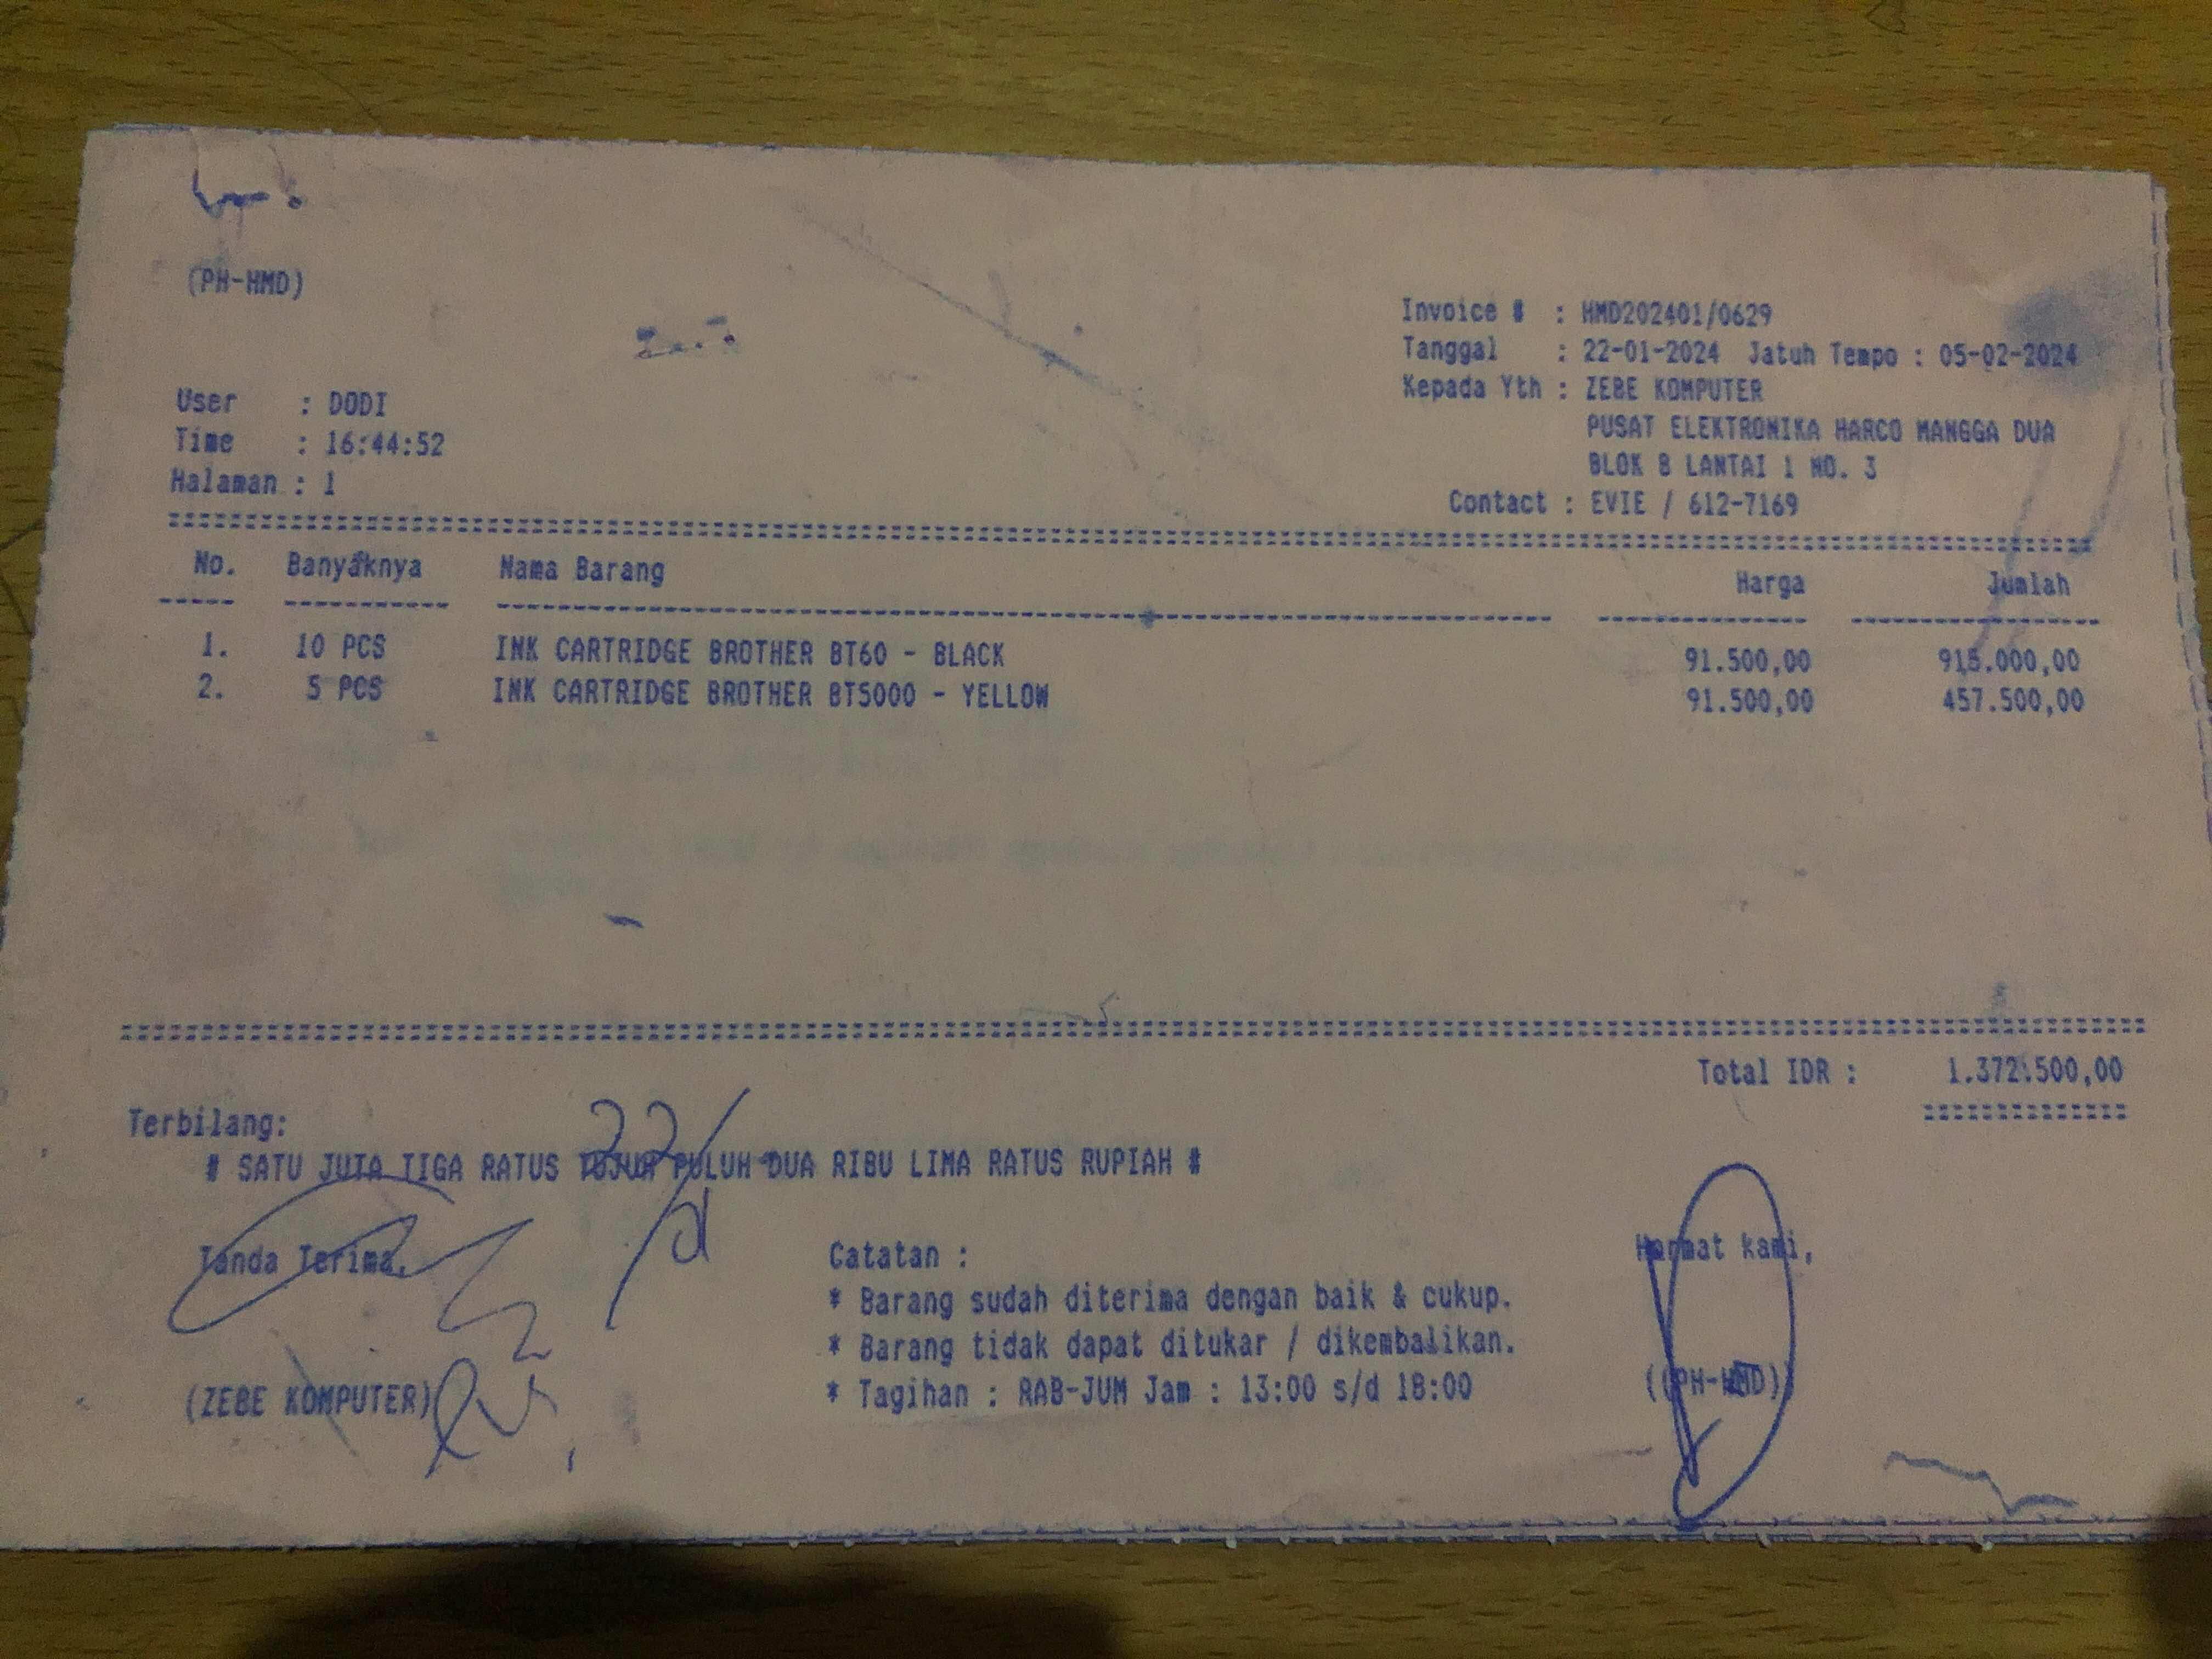 (PH-HMD)
Invoice # : HMD202401/0629
Tanggal : 22-01-2024 Jatuh Tempo : 05-02-2024
Kepada Yth : ZEBE KOMPUTER
PUSAT ELEKTRONIKA HARCO MANGGA DUA
BLOK B LANTAI 1 NO. 3
Contact : EVIE / 612-7169
User : DODI
Time : 16:44:52
Halaman : 1
No. Banyaknya Nama Barang Harga Jumlah
1. 10 PCS INK CARTRIDGE BROTHER BT60 - BLACK 91.500,00 915.000,00
2. 5 PCS INK CARTRIDGE BROTHER BT5000 - YELLOW 91.500,00 457.500,00
Total IDR : 1.372.500,00
Terbilang:
# SATU JUTA TIGA RATUS TUJUH PULUH DUA RIBU LIMA RATUS RUPIAH #
22/
Tanda Terima,
Catatan :
* Barang sudah diterima dengan baik & cukup.
* Barang tidak dapat ditukar / dikembalikan.
* Tagihan : RAB-JUM Jam : 13:00 s/d 18:00
Hormat kami,
(ZEBE KOMPUTER)
(PH-HMD)